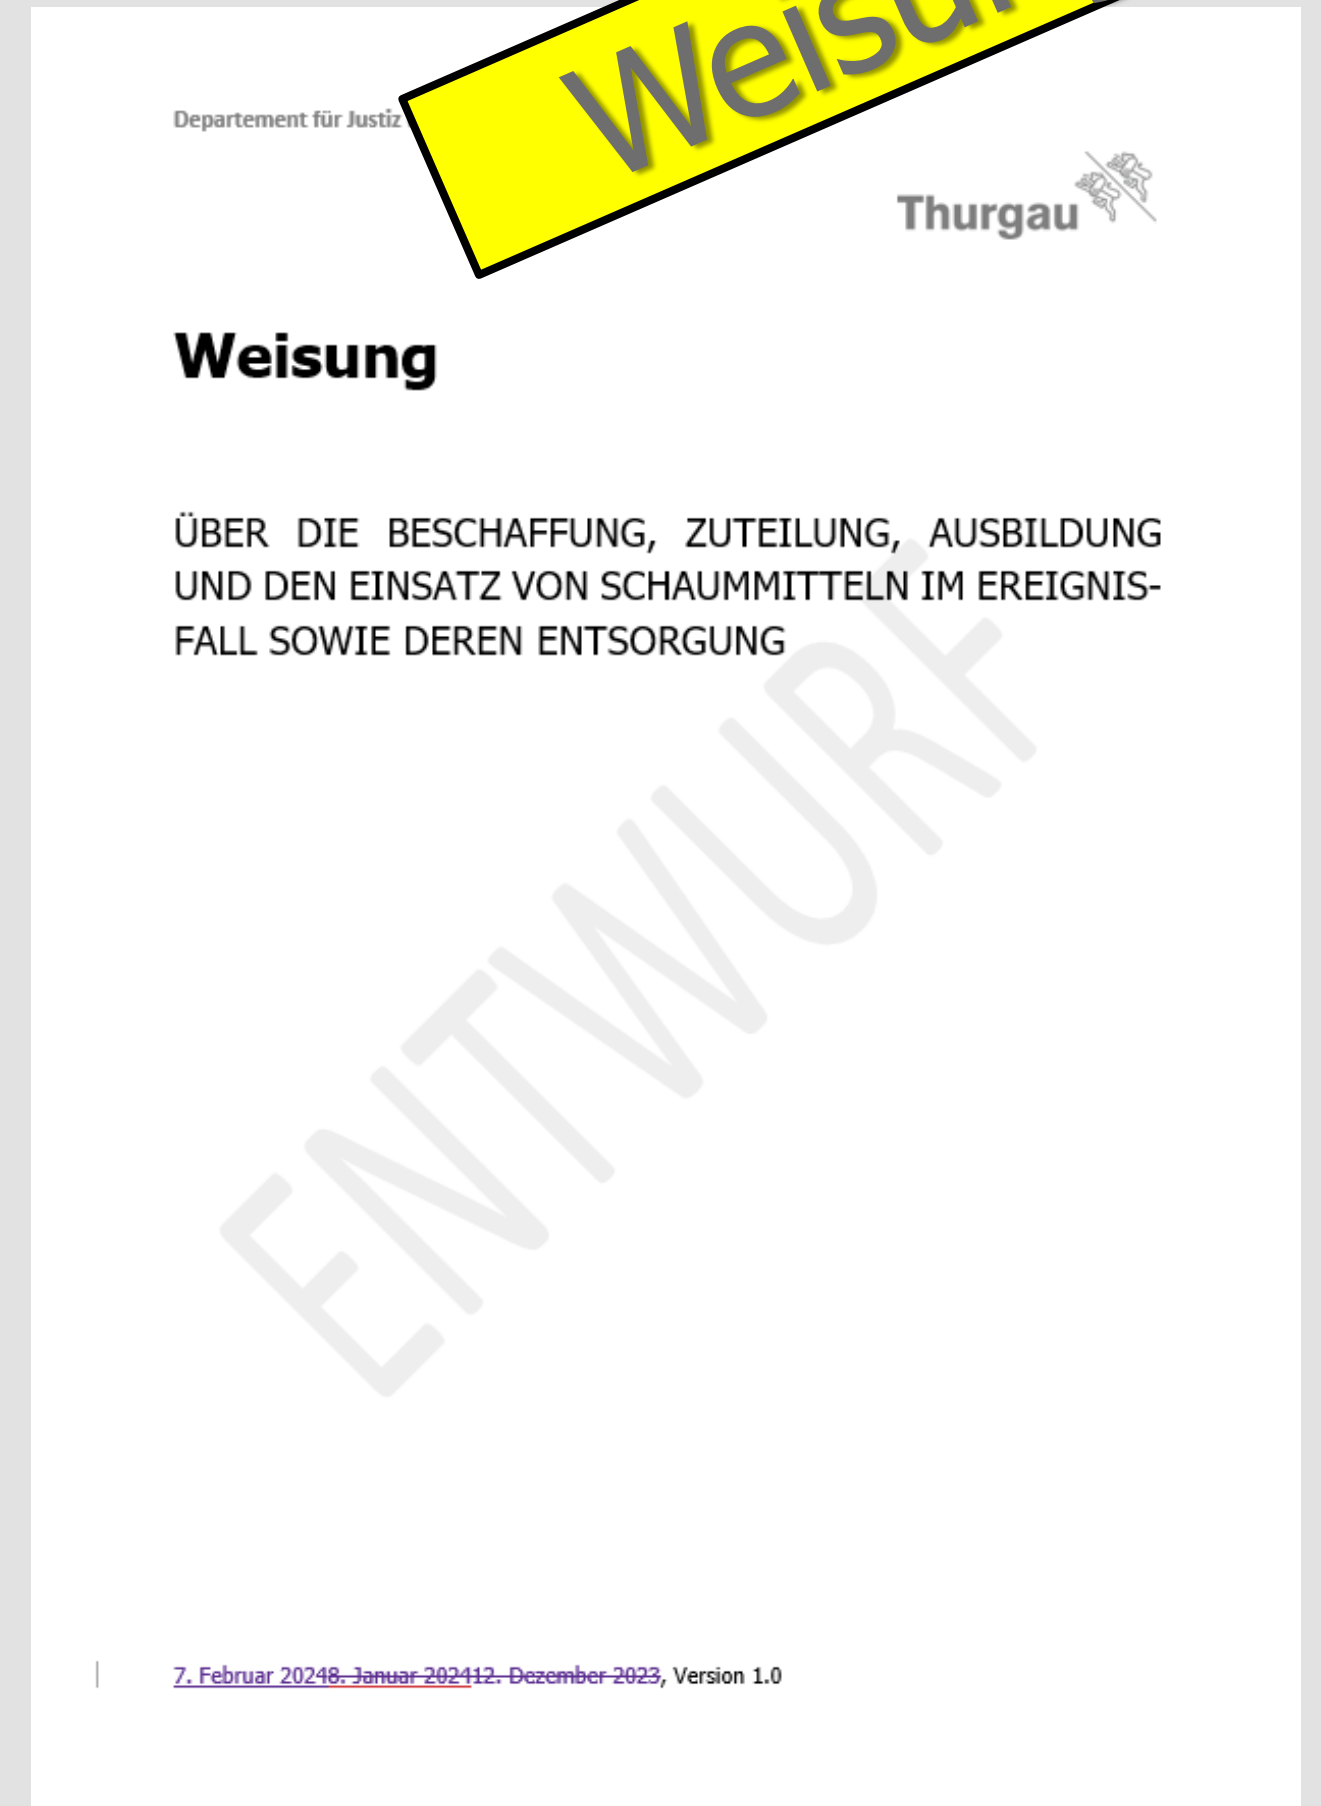 Departement für Justiz
Thurgau
Weisung
ÜBER DIE BESCHAFFUNG, ZUTEILUNG, AUSBILDUNG
UND DEN EINSATZ VON SCHAUMMITTELN IM EREIGNIS-
FALL SOWIE DEREN ENTSORGUNG
ENTWURF
7. Februar 20248. Januar 202412. Dezember 2023, Version 1.0